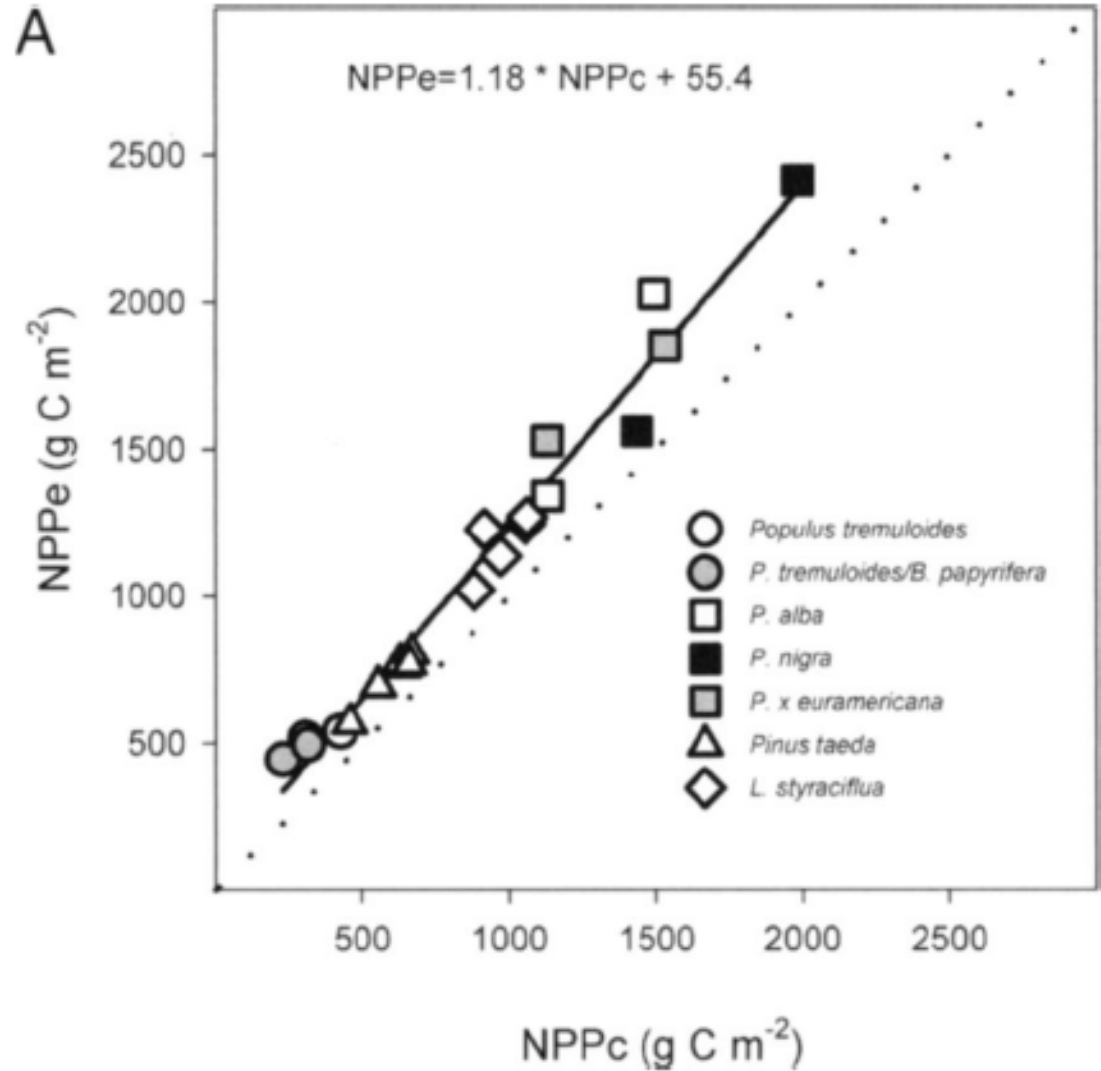 A
NPPe=1.18 * NPPc + 55.4
2500
2000
1500
1000
500
NPPe (g C m⁻²)
Populus tremuloides
P. tremuloides/B. papyrifera
P. alba
P. nigra
P. x euramericana
Pinus taeda
L. styraciflua
500 1000 1500 2000 2500
NPPc (g C m⁻²)